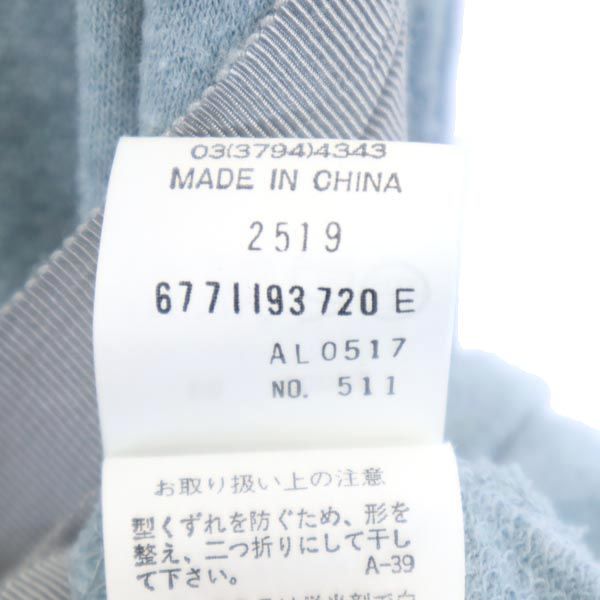 03(3794)4343
MADE IN CHINA
2519
6771193720 E
AL0517
NO. 511
お取り扱い上の注意
型くずれを防ぐため、形を
整え、二つ折りにして干し
て下さい。 A-39